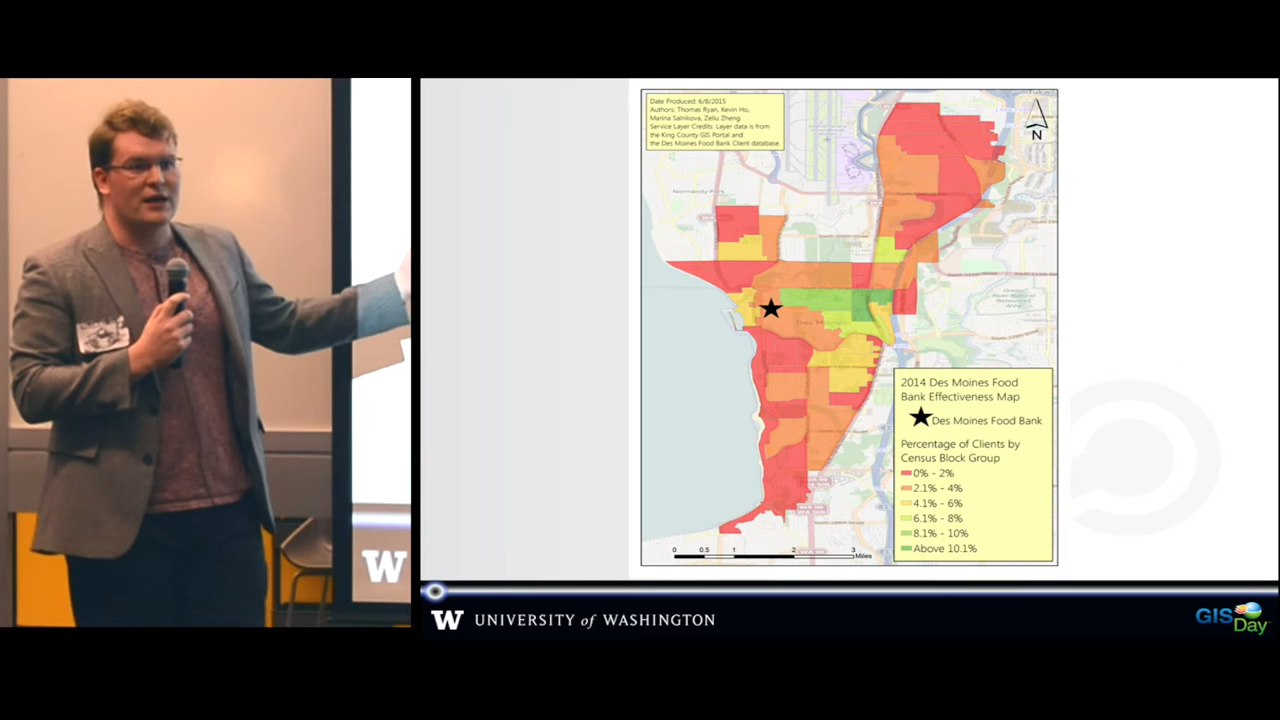 Date Produced: 6/8/2015
Authors: Thomas Ryan, Kevin Ho,
Marina Salnikova, Zeliu Zheng
Service Layer Credits: Layer data is from
the King County GIS Portal and
the Des Moines Food Bank Client database.
N
Normandy Park
Des Moines
2014 Des Moines Food
Bank Effectiveness Map
Des Moines Food Bank
Percentage of Clients by
Census Block Group
0% - 2%
2.1% - 4%
4.1% - 6%
6.1% - 8%
8.1% - 10%
Above 10.1%
0 0.5 1 2 3
Miles
W
W UNIVERSITY of WASHINGTON
GIS
Day